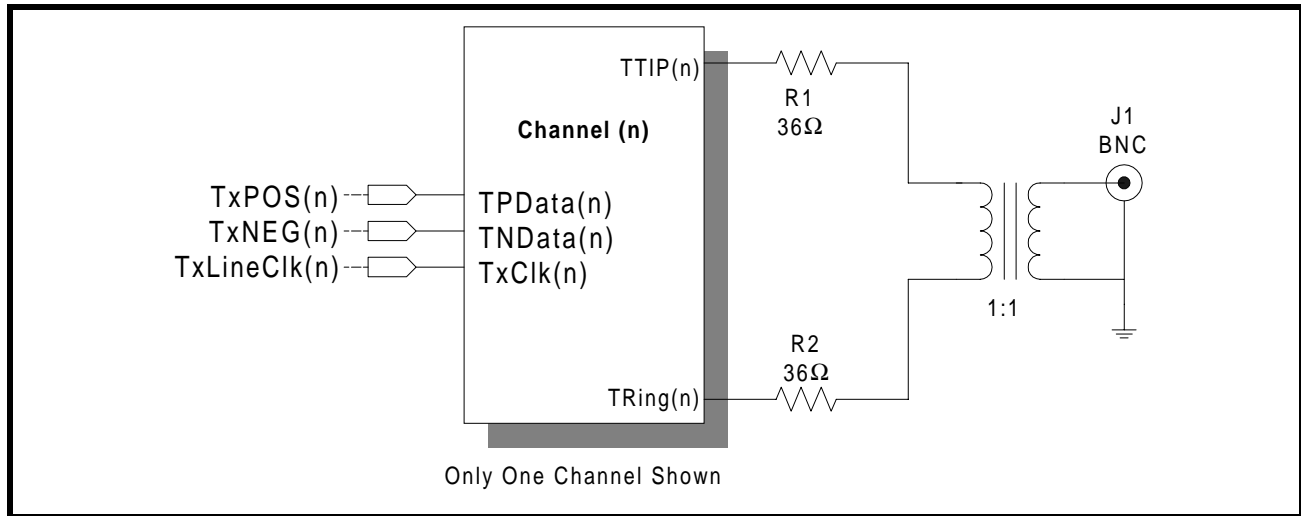 TTIP(n)
R1
36Ω
Channel (n)
J1
BNC
TxPOS(n)
TPData(n)
TxNEG(n)
TNData(n)
TxLineClk(n)
TxClk(n)
1:1
R2
36Ω
TRing(n)
Only One Channel Shown